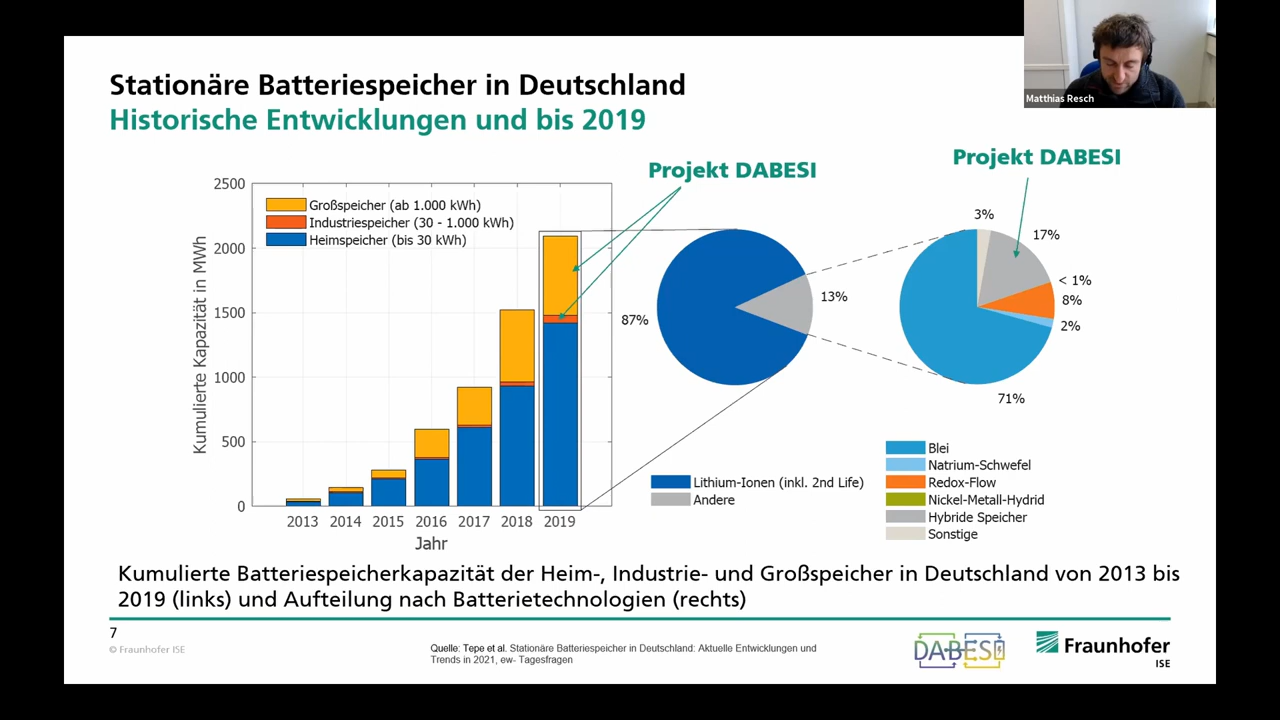 Matthias Resch
Stationäre Batteriespeicher in Deutschland
Historische Entwicklungen und bis 2019
Projekt DABESI
Projekt DABESI
Kumulierte Kapazität in MWh
2500
2000
1500
1000
500
0
Großspeicher (ab 1.000 kWh)
Industriespeicher (30 - 1.000 kWh)
Heimspeicher (bis 30 kWh)
2013 2014 2015 2016 2017 2018 2019
Jahr
87%
13%
Lithium-Ionen (inkl. 2nd Life)
Andere
3%
17%
< 1%
8%
2%
71%
Blei
Natrium-Schwefel
Redox-Flow
Nickel-Metall-Hydrid
Hybride Speicher
Sonstige
Kumulierte Batteriespeicherkapazität der Heim-, Industrie- und Großspeicher in Deutschland von 2013 bis
2019 (links) und Aufteilung nach Batterietechnologien (rechts)
7
© Fraunhofer ISE
Quelle: Tepe et al. Stationäre Batteriespeicher in Deutschland: Aktuelle Entwicklungen und
Trends in 2021, ew- Tagesfragen
DABESI
Fraunhofer
ISE